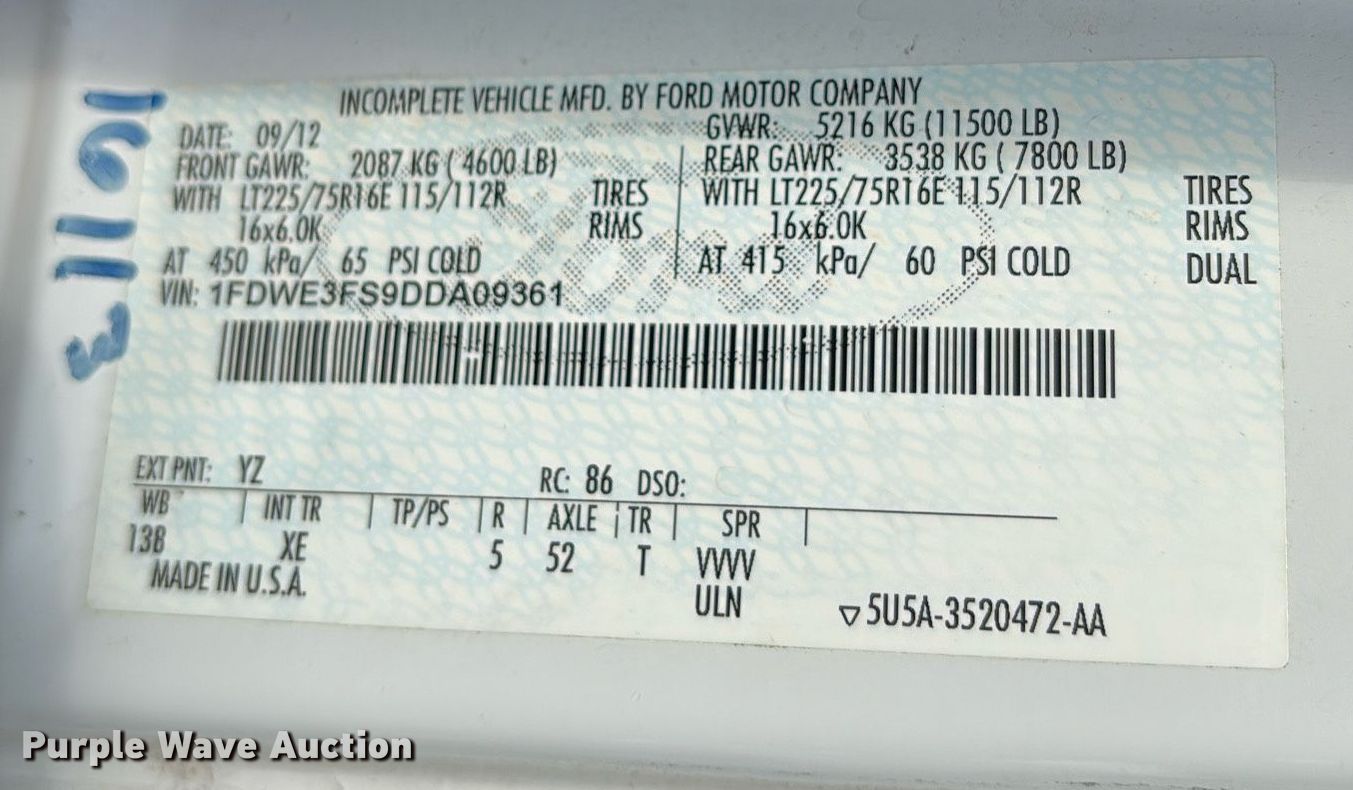 INCOMPLETE VEHICLE MFD. BY FORD MOTOR COMPANY
DATE: 09/12 GVWR: 5216 KG (11500 LB)
FRONT GAWR: 2087 KG ( 4600 LB) REAR GAWR: 3538 KG ( 7800 LB)
WITH LT225/75R16E 115/112R TIRES WITH LT225/75R16E 115/112R TIRES
16x6.0K RIMS 16x6.0K RIMS
AT 450 kPa/ 65 PSI COLD AT 415 kPa/ 60 PSI COLD DUAL
VIN: 1FDWE3FS9DDA09361
EXT PNT: YZ RC: 86 DSO:
WB INT TR TP/PS R AXLE TR SPR
138 XE 5 52 T VVVV
MADE IN U.S.A. ULN
5U5A-3520472-AA
Purple Wave Auction